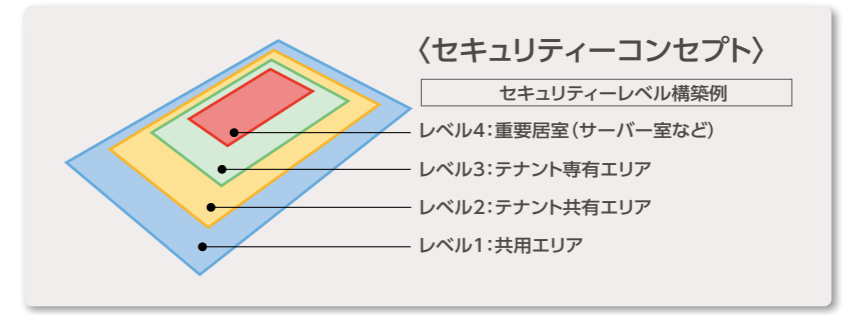 〈セキュリティーコンセプト〉
セキュリティーレベル構築例
レベル4：重要居室（サーバー室など）
レベル3：テナント専有エリア
レベル2：テナント共有エリア
レベル1：共用エリア